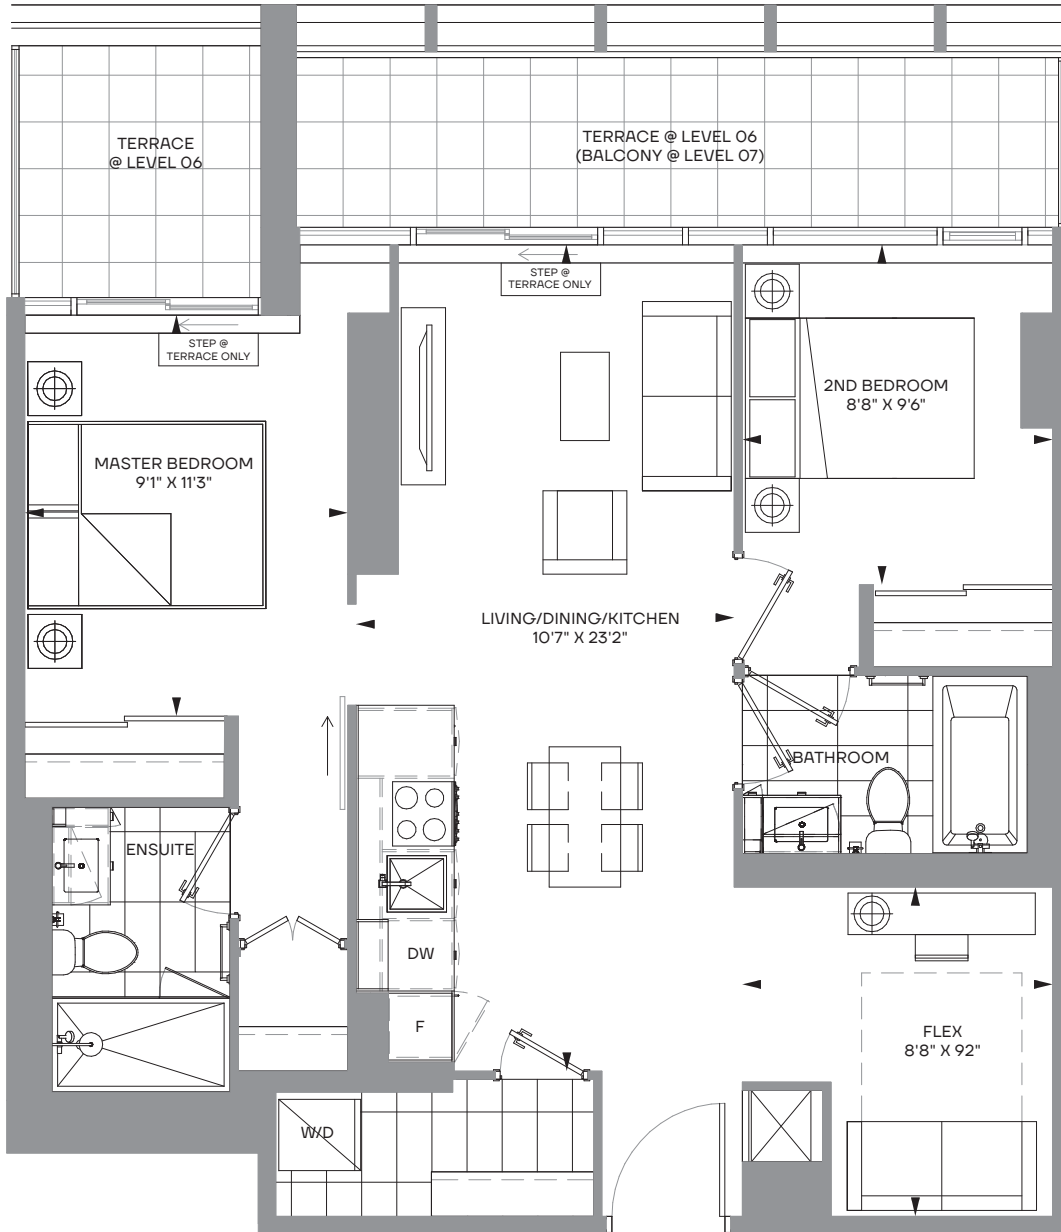 TERRACE
@ LEVEL 06
TERRACE @ LEVEL 06
(BALCONY @ LEVEL 07)
STEP @
TERRACE ONLY
STEP @
TERRACE ONLY
2ND BEDROOM
8'8" X 9'6"
MASTER BEDROOM
9'1" X 11'3"
LIVING/DINING/KITCHEN
10'7" X 23'2"
BATHROOM
ENSUITE
DW
F
FLEX
8'8" X 92"
W/D